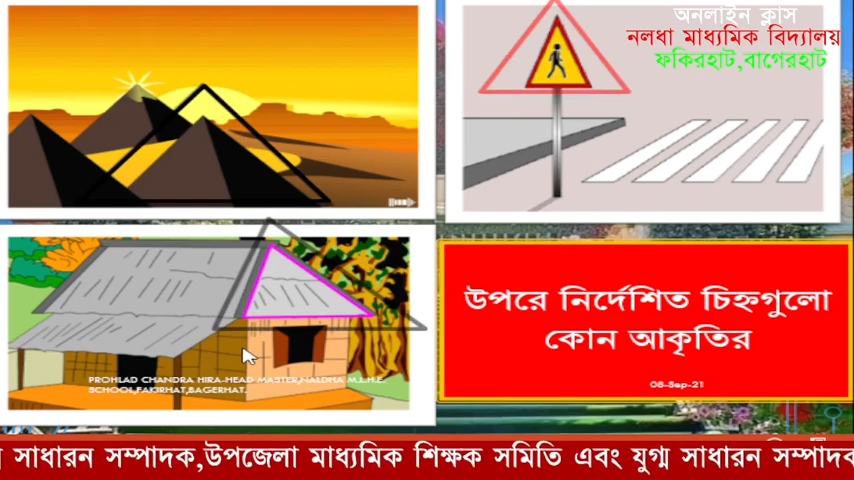 অনলাইন ক্লাস
নলধা মাধ্যমিক বিদ্যালয়
ফকিরহাট,বাগেরহাট
উপরে নির্দেশিত চিহ্নগুলো
কোন আকৃতির
08-Sep-21
PROHLAD CHANDRA HIRA-HEAD MASTER,NALDHA M.L.H.E.
SCHOOL,FAKIRHAT,BAGERHAT.
সাধারন সম্পাদক,উপজেলা মাধ্যমিক শিক্ষক সমিতি এবং যুগ্ম সাধারন সম্পাদক